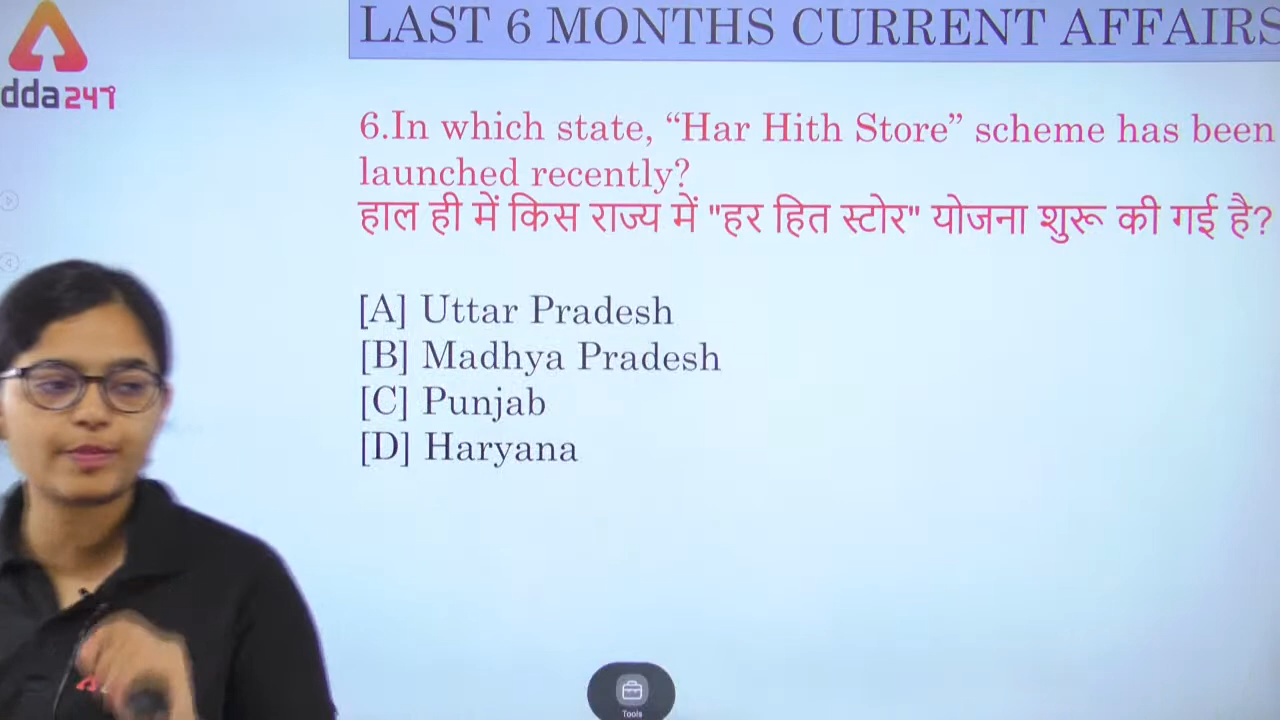 LAST 6 MONTHS CURRENT AFFAIRS
dda247
6.In which state, “Har Hith Store” scheme has been
launched recently?
हाल ही में किस राज्य में "हर हित स्टोर" योजना शुरू की गई है?
[A] Uttar Pradesh
[B] Madhya Pradesh
[C] Punjab
[D] Haryana
Tools